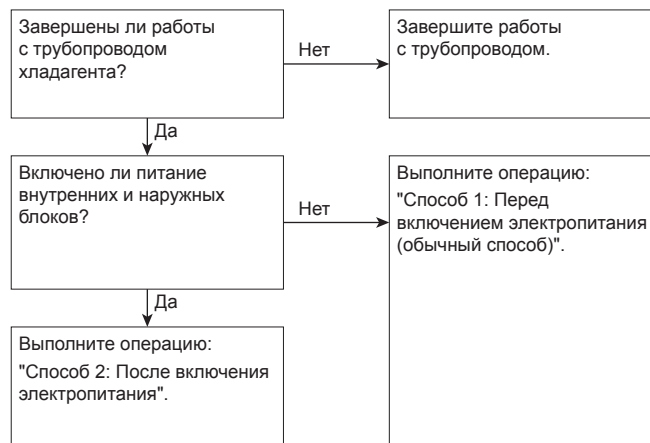 Завершены ли работы
с трубопроводом
хладагента?
Нет
Завершите работы
с трубопроводом.
Да
Включено ли питание
внутренних и наружных
блоков?
Нет
Выполните операцию:
"Способ 1: Перед
включением электропитания
(обычный способ)".
Да
Выполните операцию:
"Способ 2: После включения
электропитания".